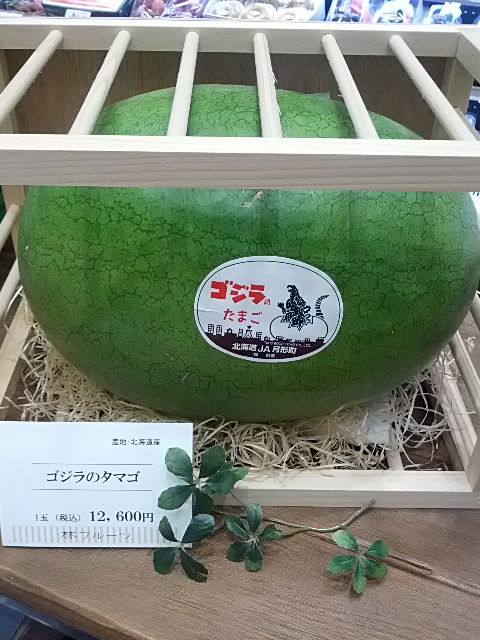 ゴジラの
たまご
北海道JA月形町
産地:北海道産
ゴジラのタマゴ
1玉 (税込) 12,600円
林フルーツ